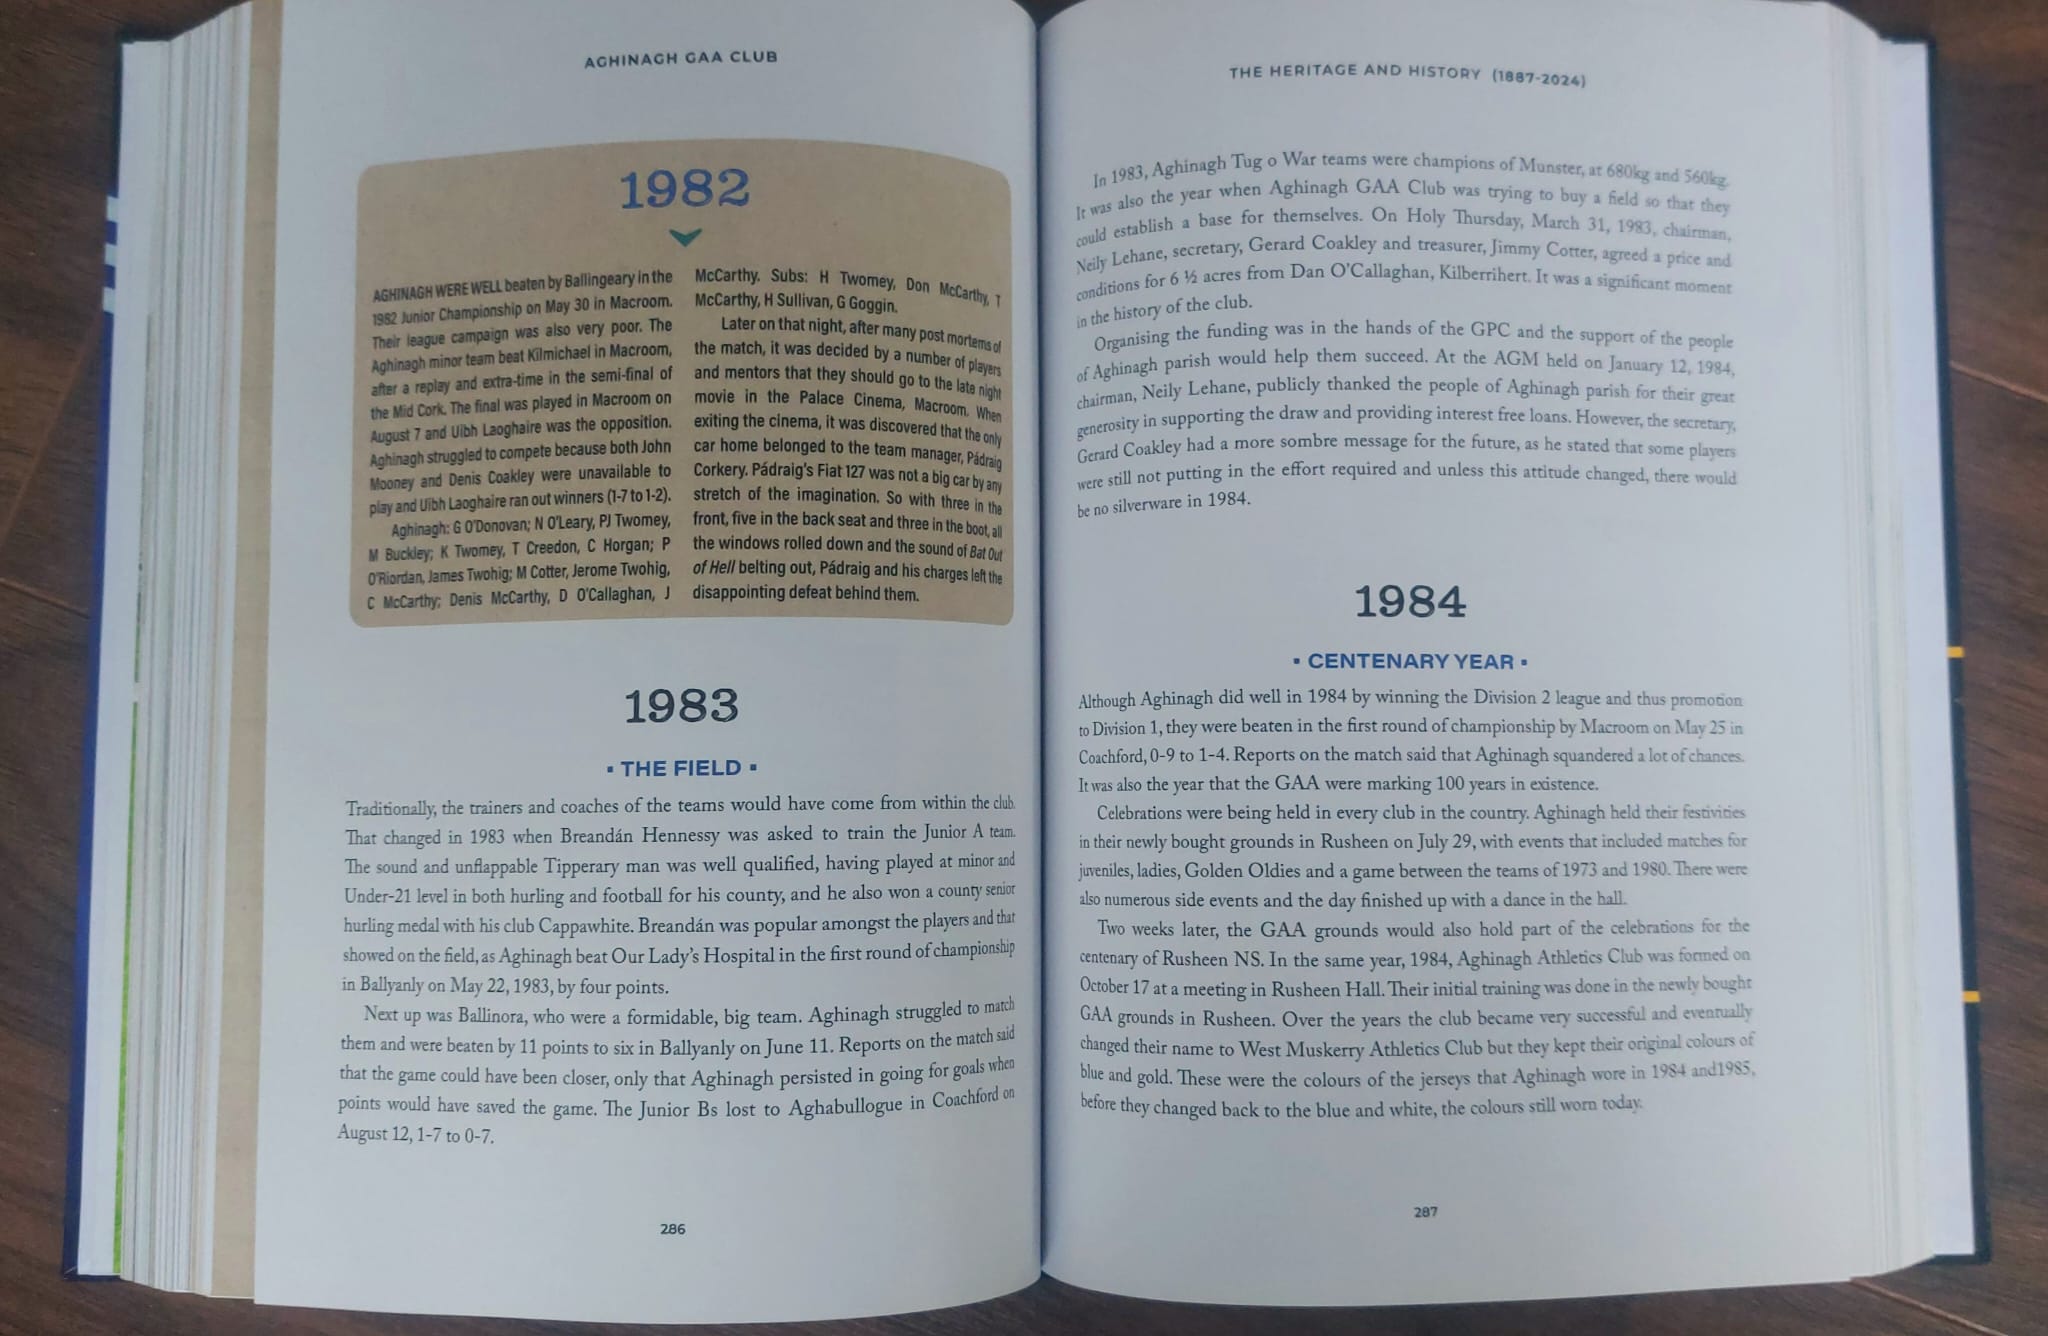 AGHINAGH GAA CLUB
1982
AGHINAGH WERE WELL beaten by Ballingeary in the
1982 Junior Championship on May 30 in Macroom.
Their league campaign was also very poor. The
Aghinagh minor team beat Kilmichael in Macroom,
after a replay and extra-time in the semi-final of
the Mid Cork. The final was played in Macroom on
August 7 and Uibh Laoghaire was the opposition.
Aghinagh struggled to compete because both John
Mooney and Denis Coakley were unavailable to
play and Uibh Laoghaire ran out winners (1-7 to 1-2).
Aghinagh: G O'Donovan; N O'Leary, PJ Twomey,
M Buckley; K Twomey, T Creedon, C Horgan; P
O'Riordan, James Twohig; M Cotter, Jerome Twohig,
C McCarthy; Denis McCarthy, D O'Callaghan, J
McCarthy. Subs: H Twomey, Don McCarthy, T
McCarthy, H Sullivan, G Goggin.
Later on that night, after many post mortems of
the match, it was decided by a number of players
and mentors that they should go to the late night
movie in the Palace Cinema, Macroom. When
exiting the cinema, it was discovered that the only
car home belonged to the team manager, Pádraig
Corkery. Pádraig's Fiat 127 was not a big car by any
stretch of the imagination. So with three in the
front, five in the back seat and three in the boot, all
the windows rolled down and the sound of Bat Out
of Hell belting out, Pádraig and his charges left the
disappointing defeat behind them.
1983
▪ THE FIELD ▪
Traditionally, the trainers and coaches of the teams would have come from within the club.
That changed in 1983 when Breandán Hennessy was asked to train the Junior A team.
The sound and unflappable Tipperary man was well qualified, having played at minor and
Under-21 level in both hurling and football for his county, and he also won a county senior
hurling medal with his club Cappawhite. Breandán was popular amongst the players and that
showed on the field, as Aghinagh beat Our Lady's Hospital in the first round of championship
in Ballyanly on May 22, 1983, by four points.
Next up was Ballinora, who were a formidable, big team. Aghinagh struggled to match
them and were beaten by 11 points to six in Ballyanly on June 11. Reports on the match said
that the game could have been closer, only that Aghinagh persisted in going for goals when
points would have saved the game. The Junior Bs lost to Aghabullogue in Coachford on
August 12, 1-7 to 0-7.
286
THE HERITAGE AND HISTORY (1887-2024)
In 1983, Aghinagh Tug o War teams were champions of Munster, at 680kg and 560kg.
It was also the year when Aghinagh GAA Club was trying to buy a field so that they
could establish a base for themselves. On Holy Thursday, March 31, 1983, chairman,
Neily Lehane, secretary, Gerard Coakley and treasurer, Jimmy Cotter, agreed a price and
conditions for 6 ½ acres from Dan O'Callaghan, Kilberrihert. It was a significant moment
in the history of the club.
Organising the funding was in the hands of the GPC and the support of the people
of Aghinagh parish would help them succeed. At the AGM held on January 12, 1984,
chairman, Neily Lehane, publicly thanked the people of Aghinagh parish for their great
generosity in supporting the draw and providing interest free loans. However, the secretary,
Gerard Coakley had a more sombre message for the future, as he stated that some players
were still not putting in the effort required and unless this attitude changed, there would
be no silverware in 1984.
1984
▪ CENTENARY YEAR ▪
Although Aghinagh did well in 1984 by winning the Division 2 league and thus promotion
to Division 1, they were beaten in the first round of championship by Macroom on May 25 in
Coachford, 0-9 to 1-4. Reports on the match said that Aghinagh squandered a lot of chances.
It was also the year that the GAA were marking 100 years in existence.
Celebrations were being held in every club in the country. Aghinagh held their festivities
in their newly bought grounds in Rusheen on July 29, with events that included matches for
juveniles, ladies, Golden Oldies and a game between the teams of 1973 and 1980. There were
also numerous side events and the day finished up with a dance in the hall.
Two weeks later, the GAA grounds would also hold part of the celebrations for the
centenary of Rusheen NS. In the same year, 1984, Aghinagh Athletics Club was formed on
October 17 at a meeting in Rusheen Hall. Their initial training was done in the newly bought
GAA grounds in Rusheen. Over the years the club became very successful and eventually
changed their name to West Muskerry Athletics Club but they kept their original colours of
blue and gold. These were the colours of the jerseys that Aghinagh wore in 1984 and1985,
before they changed back to the blue and white, the colours still worn today.
287